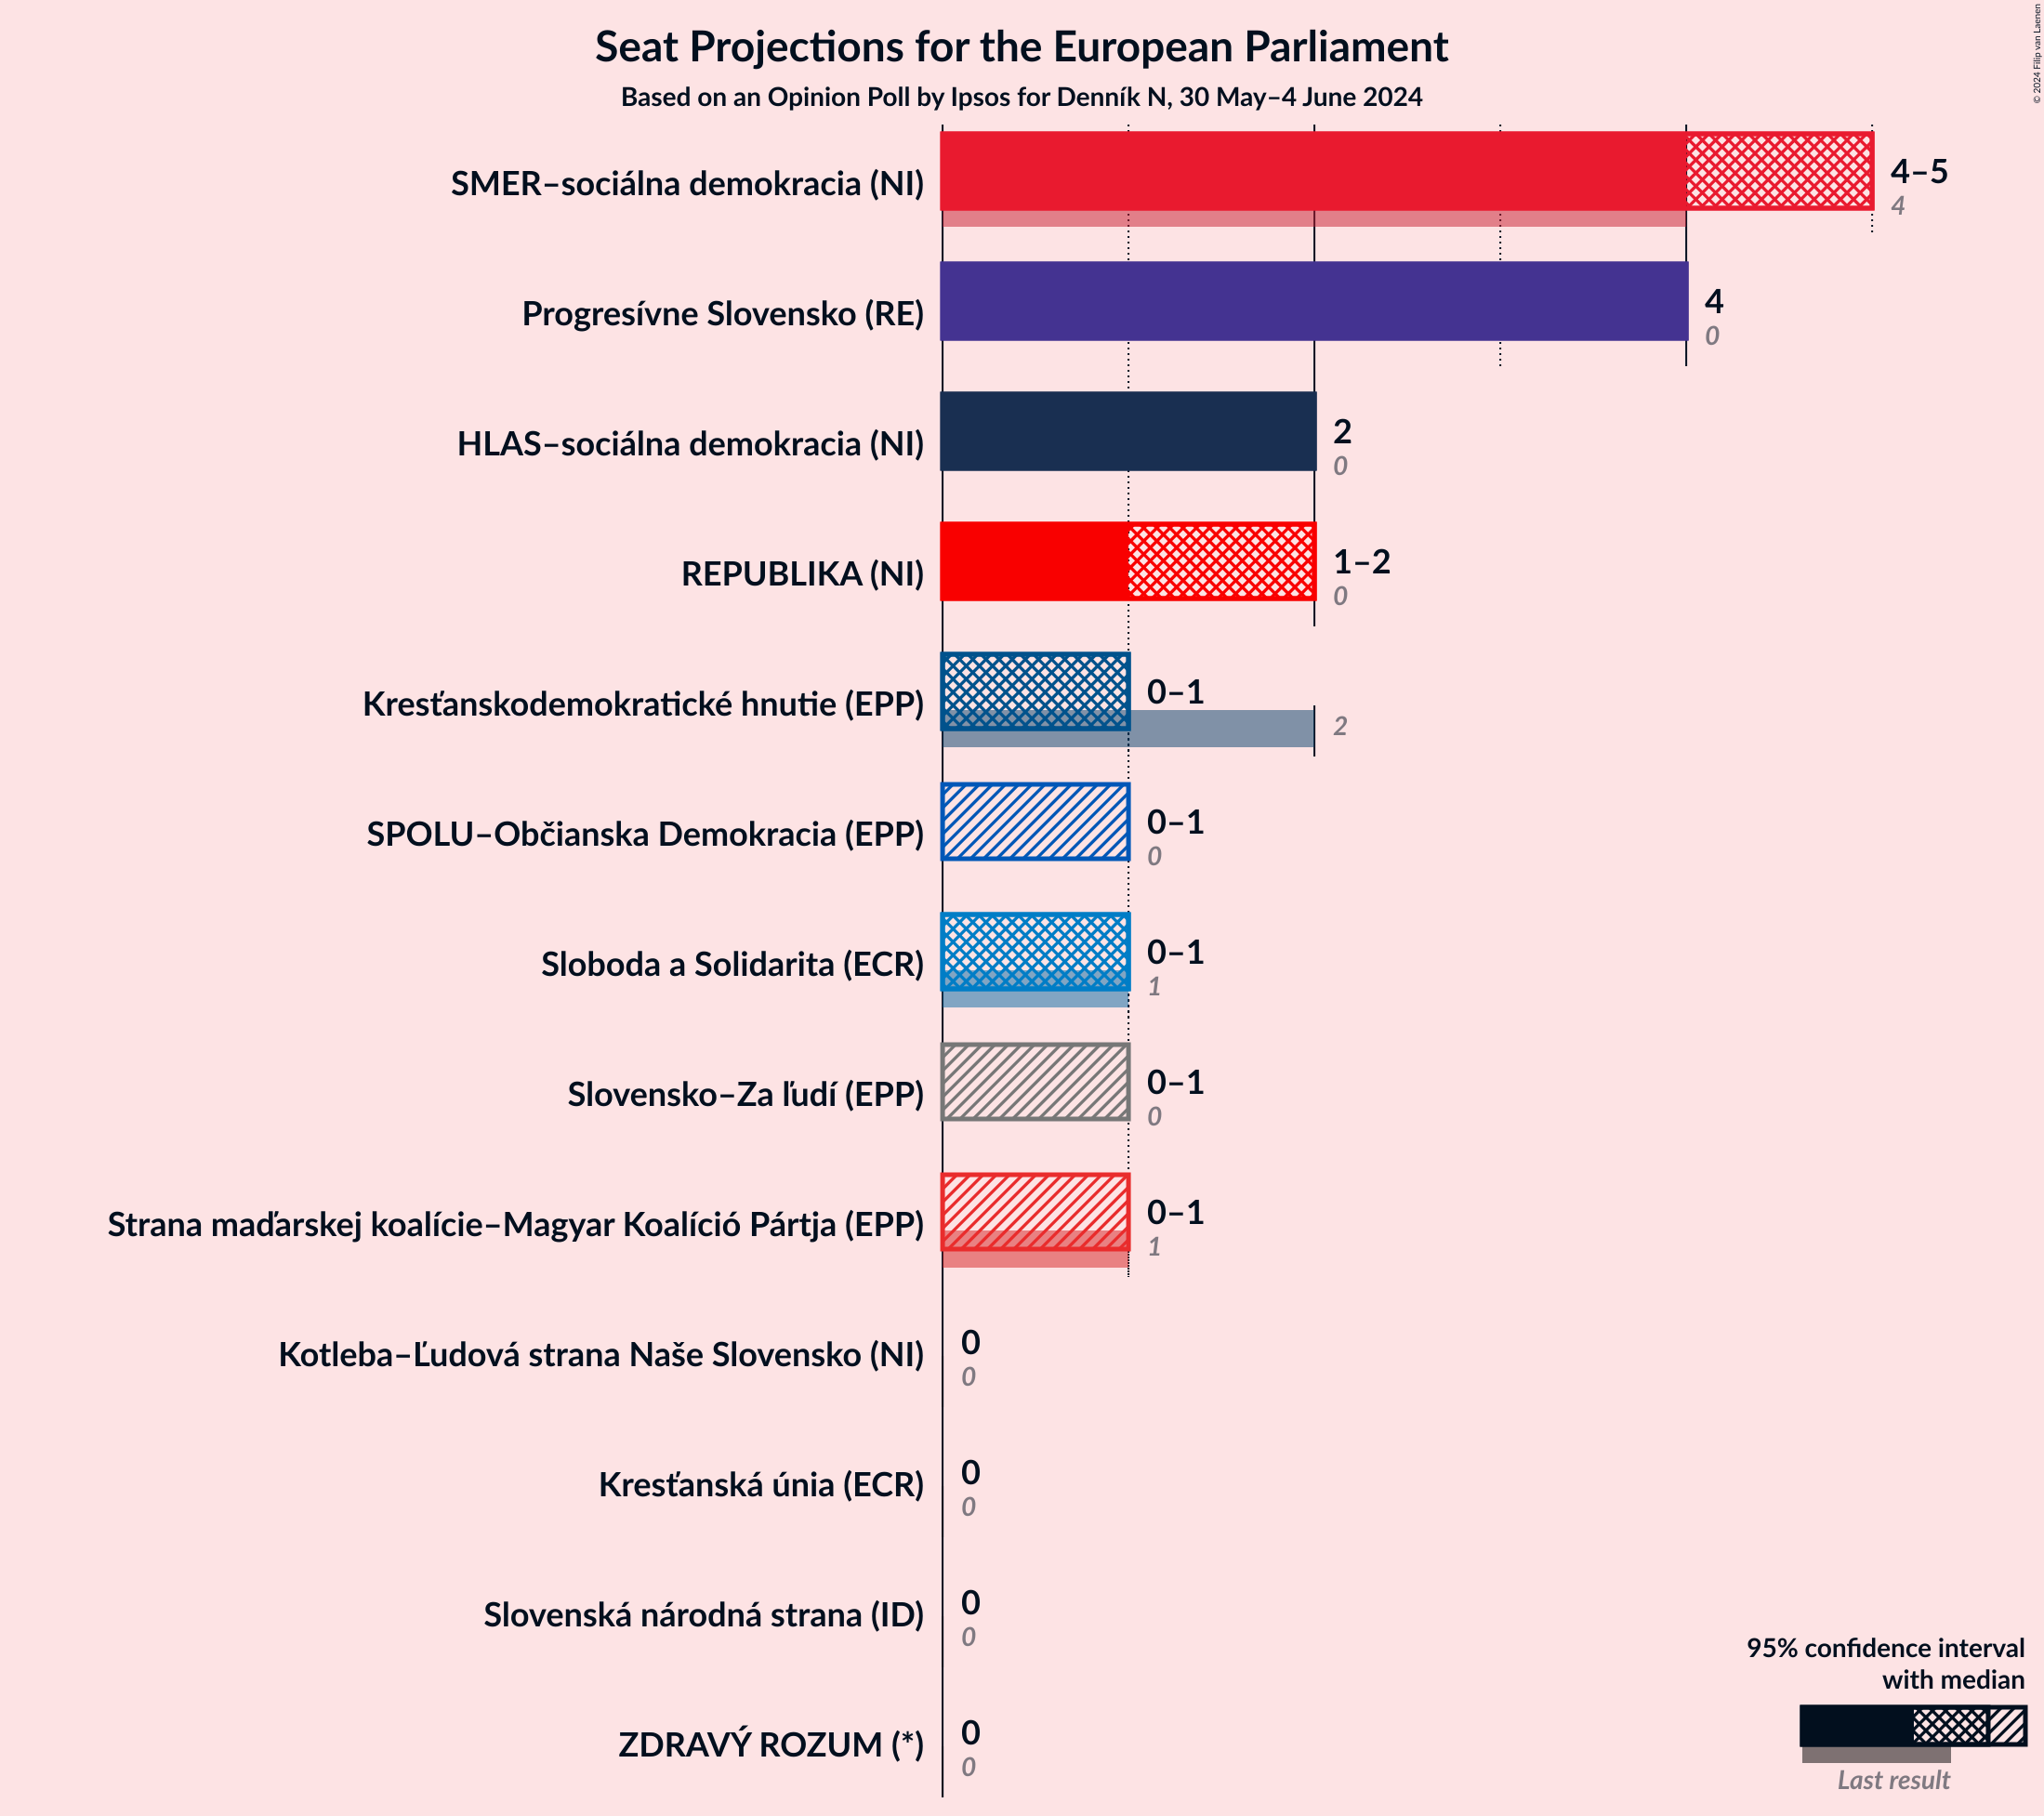 Seat Projections for the European Parliament
Based on an Opinion Poll by Ipsos for Denník N, 30 May–4 June 2024
© 2024 Filip van Laenen
SMER–sociálna demokracia (NI)
4–5
4
Progresívne Slovensko (RE)
4
0
HLAS–sociálna demokracia (NI)
2
0
REPUBLIKA (NI)
1–2
0
Kresťanskodemokratické hnutie (EPP)
0–1
2
SPOLU–Občianska Demokracia (EPP)
0–1
0
Sloboda a Solidarita (ECR)
0–1
1
Slovensko–Za ľudí (EPP)
0–1
0
Strana maďarskej koalície–Magyar Koalíció Pártja (EPP)
0–1
1
Kotleba–Ľudová strana Naše Slovensko (NI)
0
0
Kresťanská únia (ECR)
0
0
Slovenská národná strana (ID)
0
0
ZDRAVÝ ROZUM (*)
0
0
95% confidence interval
with median
Last result